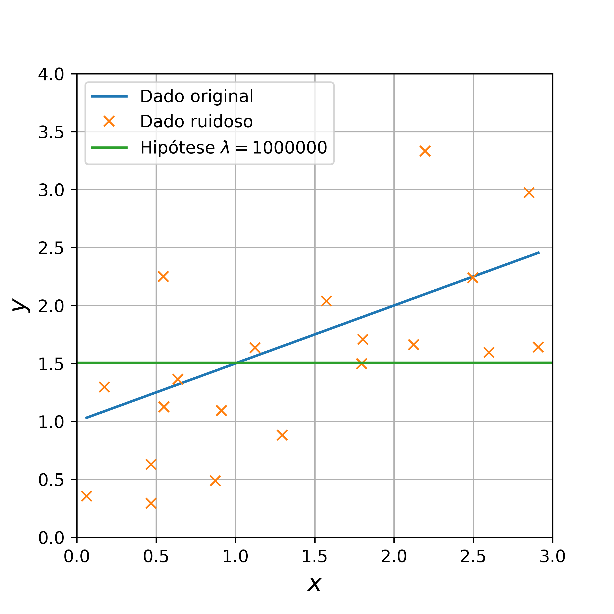 Dado original
Dado ruidoso
Hipótese λ = 1000000
4.0
3.5
3.0
2.5
2.0
1.5
1.0
0.5
0.0
y
0.0 0.5 1.0 1.5 2.0 2.5 3.0
x